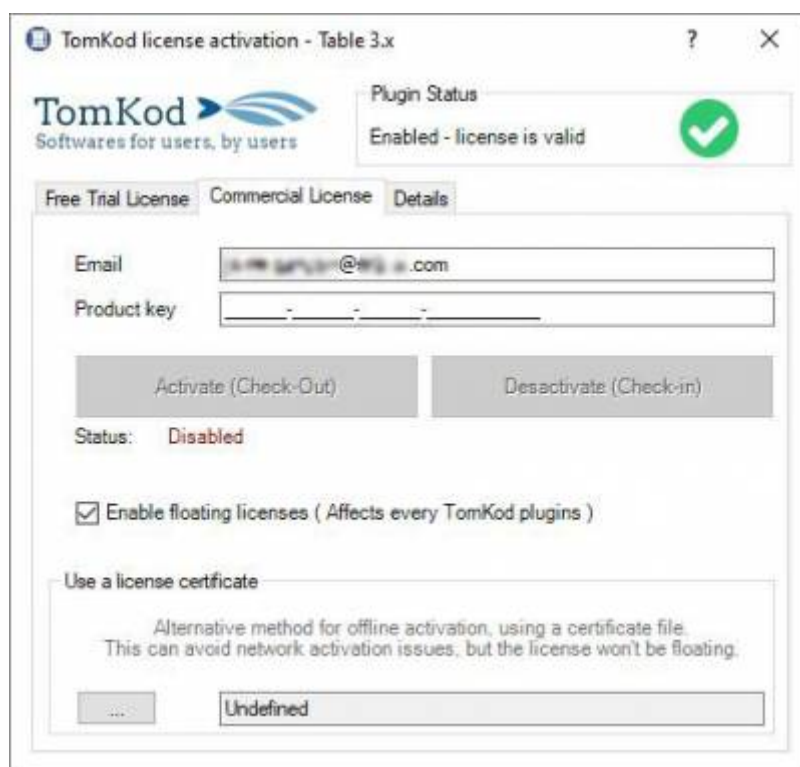 TomKod license activation - Table 3.x
?
TomKod
Softwares for users, by users
Plugin Status
Enabled - license is valid
Free Trial License
Commercial License
Details
Email
@
.com
Product key
Activate (Check-Out)
Desactivate (Check-in)
Status: Disabled
Enable floating licenses ( Affects every TomKod plugins )
Use a license certificate
Alternative method for offline activation, using a certificate file.
This can avoid network activation issues, but the license won't be floating.
...
Undefined